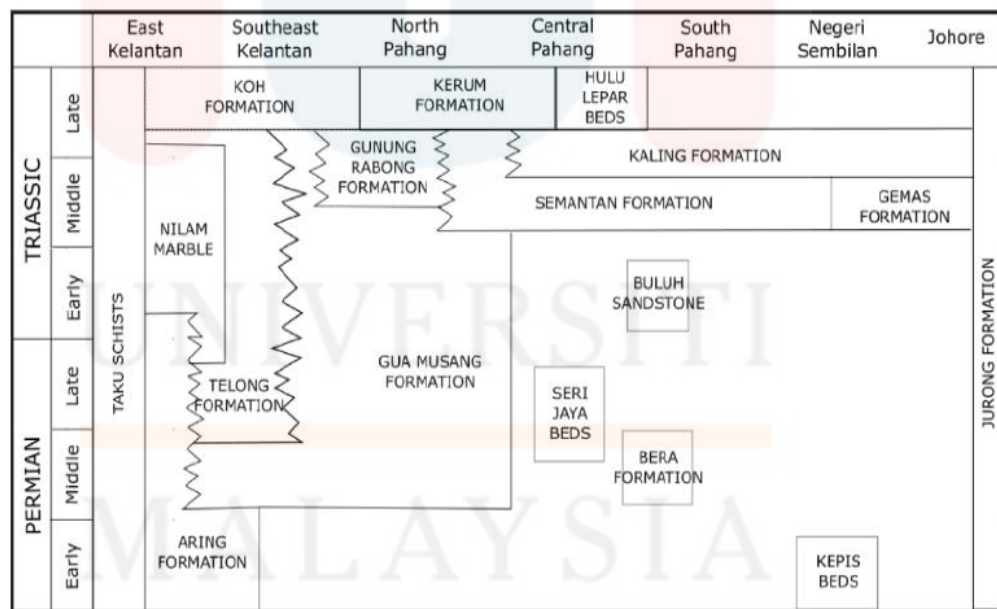 East
Kelantan
Southeast
Kelantan
North
Pahang
Central
Pahang
South
Pahang
Negeri
Sembilan
Johore
TRIASSIC
Late
Middle
Early
PERMIAN
Late
Middle
Early
TAKU SCHISTS
KOH
FORMATION
KERUM
FORMATION
HULU
LEPAR
BEDS
GUNUNG
RABONG
FORMATION
KALING FORMATION
SEMANTAN FORMATION
GEMAS
FORMATION
NILAM
MARBLE
BULUH
SANDSTONE
TELONG
FORMATION
GUA MUSANG
FORMATION
SERI
JAYA
BEDS
BERA
FORMATION
ARING
FORMATION
KEPIS
BEDS
JURONG FORMATION
UNIVERSITI
MALAYSIA